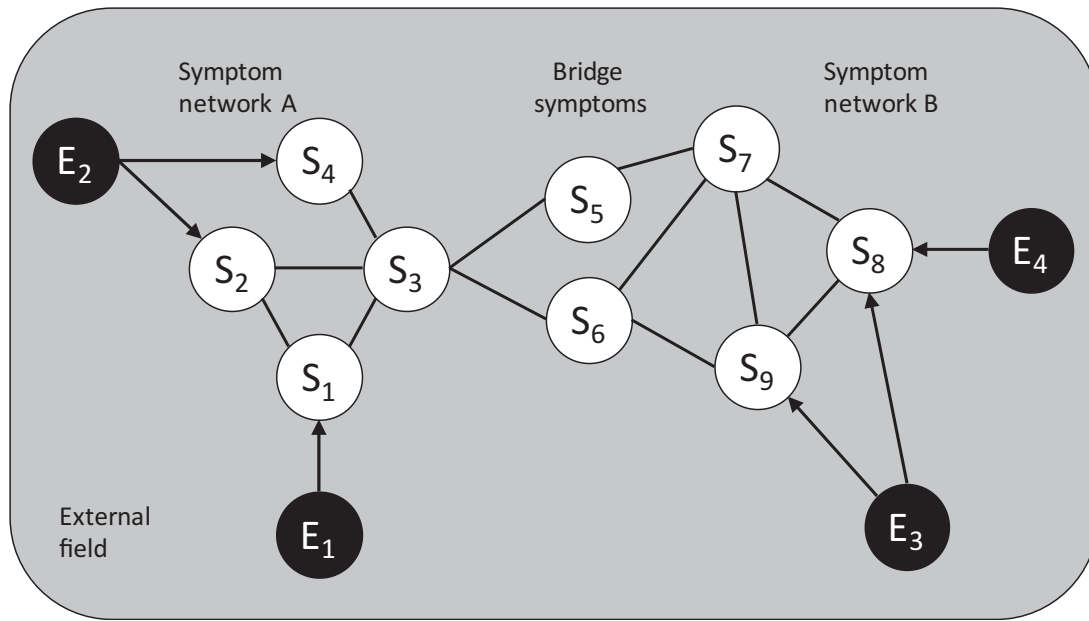 Symptom
network A
Bridge
symptoms
Symptom
network B
E₂
S₄
S₇
S₅
S₂
S₃
S₈
E₄
S₆
S₁
S₉
External
field
E₁
E₃